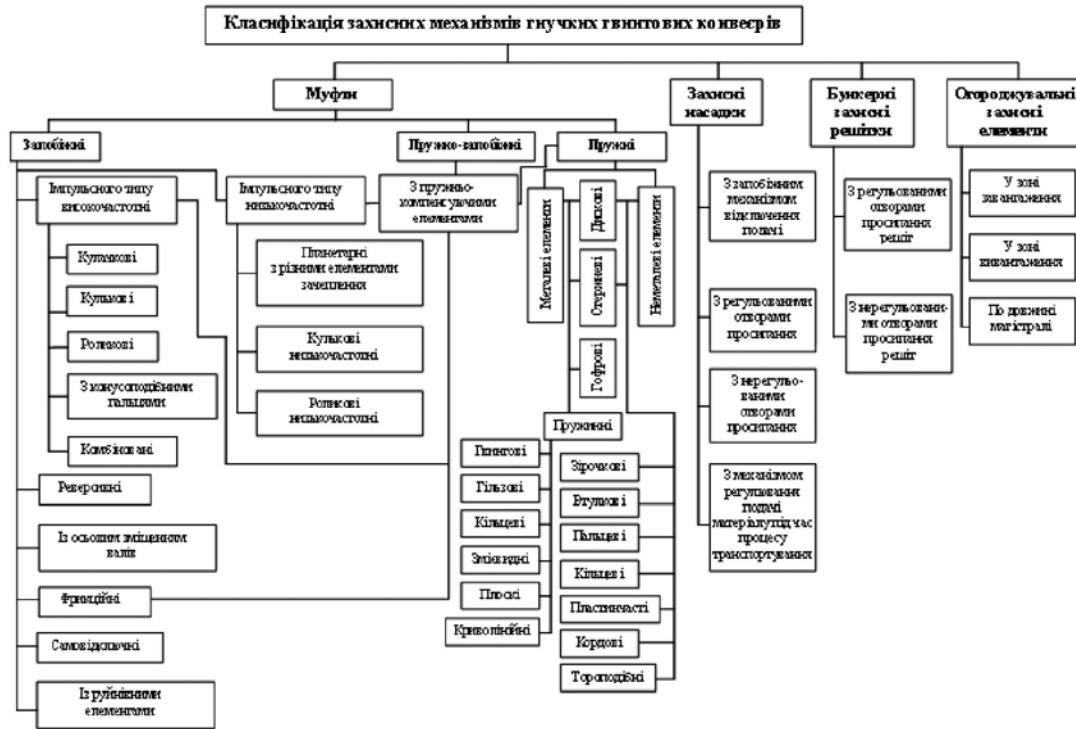 Класифікація захисних механізмів гнучких гвинтових конвеєрів
Муфти
Захисні
насадки
Бункерні
захисні
решітки
Огороджувальні
захисні
елементи
Запобіжні
Пружно-запобіжні
Пружні
Імпульсного типу
високочастотні
Кулачкові
Кулькові
Роликові
З конусоподібними
пальцями
Комбіновані
Реверсивні
Із осьовим зміщенням
валів
Фрикційні
Самовідключні
Із руйнівними
елементами
Імпульсного типу
низькочастотні
Планетарні
з різними елементами
зачеплення
Кулькові
низькочастотні
Роликові
низькочастотні
З пружньо-
компенсуючими
елементами
Металеві елементи
Дискові
Стержневі
Гофрові
Неметалеві елементи
Пружинні
Гвинтові
Гільзові
Кільцеві
Змієвидні
Плоскі
Криволінійні
Зірочкові
Втулкові
Пальцеві
Кільцеві
Пластинчасті
Кордові
Тороподібні
З запобіжним
механізмом
відключення
подачі
З регульованими
отворами
просипання
З нерегульо-
ваними
отворами
просипання
З механізмом
регулювання
подачі
матеріалу під час
процесу
транспортування
З регульованими
отворами
просипання
решіт
З нерегульовани-
ми отворами
просипання
решіт
У зоні
завантаження
У зоні
вивантаження
По довжині
магістралі